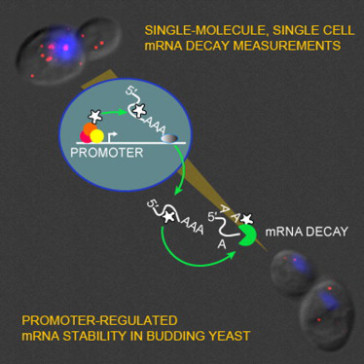 SINGLE-MOLECULE, SINGLE CELL
mRNA DECAY MEASUREMENTS
5'
AAA
PROMOTER
5'
AAA
5'
A A
A
mRNA DECAY
PROMOTER-REGULATED
mRNA STABILITY IN BUDDING YEAST